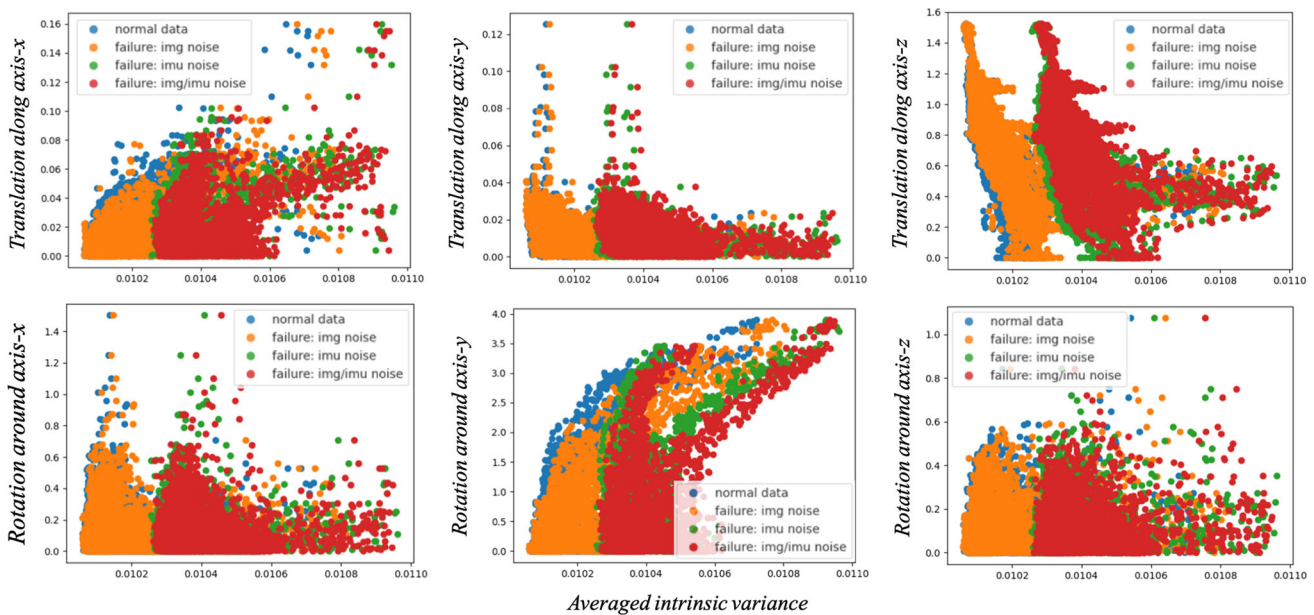 Translation along axis-x
0.16
0.14
0.12
0.10
0.08
0.06
0.04
0.02
0.00
normal data
failure: img noise
failure: imu noise
failure: img/imu noise
0.0102 0.0104 0.0106 0.0108 0.0110
Translation along axis-y
0.12
0.10
0.08
0.06
0.04
0.02
0.00
normal data
failure: img noise
failure: imu noise
failure: img/imu noise
0.0102 0.0104 0.0106 0.0108 0.0110
Translation along axis-z
1.6
1.4
1.2
1.0
0.8
0.6
0.4
0.2
0.0
normal data
failure: img noise
failure: imu noise
failure: img/imu noise
0.0102 0.0104 0.0106 0.0108 0.0110
Rotation around axis-x
1.4
1.2
1.0
0.8
0.6
0.4
0.2
0.0
normal data
failure: img noise
failure: imu noise
failure: img/imu noise
0.0102 0.0104 0.0106 0.0108 0.0110
Rotation around axis-y
4.0
3.5
3.0
2.5
2.0
1.5
1.0
0.5
0.0
normal data
failure: img noise
failure: imu noise
failure: img/imu noise
0.0102 0.0104 0.0106 0.0108 0.0110
Rotation around axis-z
1.0
0.8
0.6
0.4
0.2
0.0
normal data
failure: img noise
failure: imu noise
failure: img/imu noise
0.0102 0.0104 0.0106 0.0108 0.0110
Averaged intrinsic variance